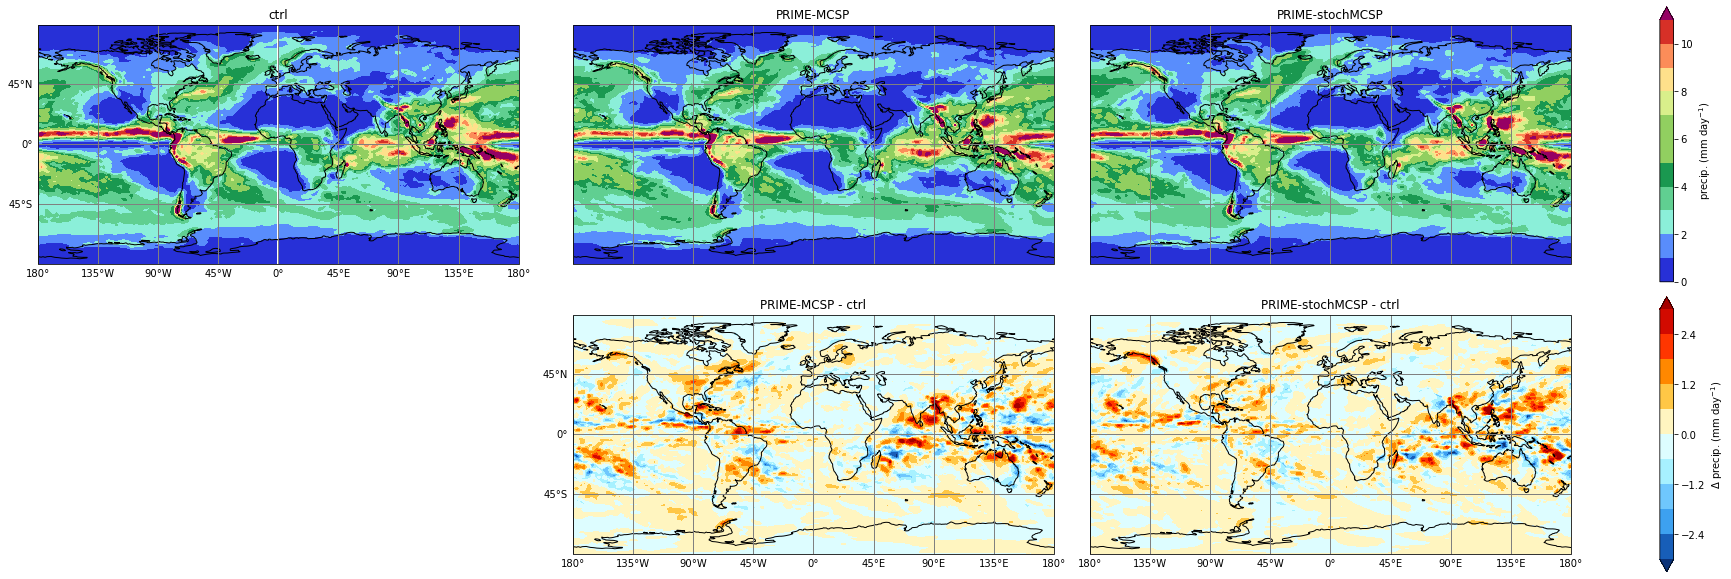 ctrl
PRIME-MCSP
PRIME-stochMCSP
45°N
0°
45°S
180°
135°W
90°W
45°W
0°
45°E
90°E
135°E
180°
10
8
6
4
2
0
precip. (mm day⁻¹)
PRIME-MCSP - ctrl
PRIME-stochMCSP - ctrl
45°N
0°
45°S
180°
135°W
90°W
45°W
0°
45°E
90°E
135°E
180°
180°
135°W
90°W
45°W
0°
45°E
90°E
135°E
180°
2.4
1.2
0.0
−1.2
−2.4
Δ precip. (mm day⁻¹)